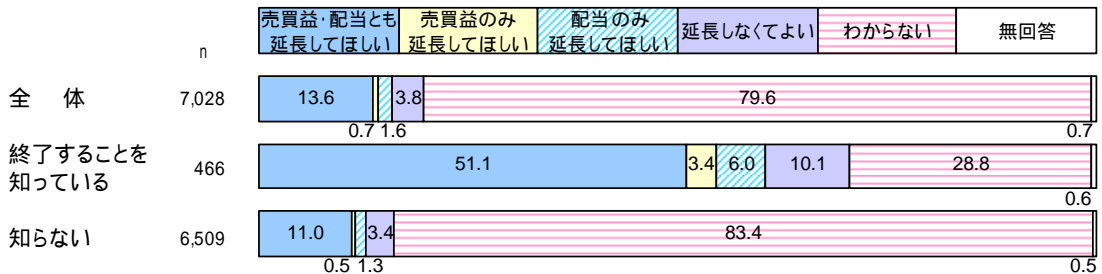 売買益・配当とも
延長してほしい
売買益のみ
延長してほしい
配当のみ
延長してほしい
延長しなくてよい
わからない
無回答
n
全 体
7,028
13.6
3.8
79.6
0.7
1.6
0.7
終了することを
知っている
466
51.1
3.4
6.0
10.1
28.8
0.6
知らない
6,509
11.0
3.4
83.4
0.5
1.3
0.5